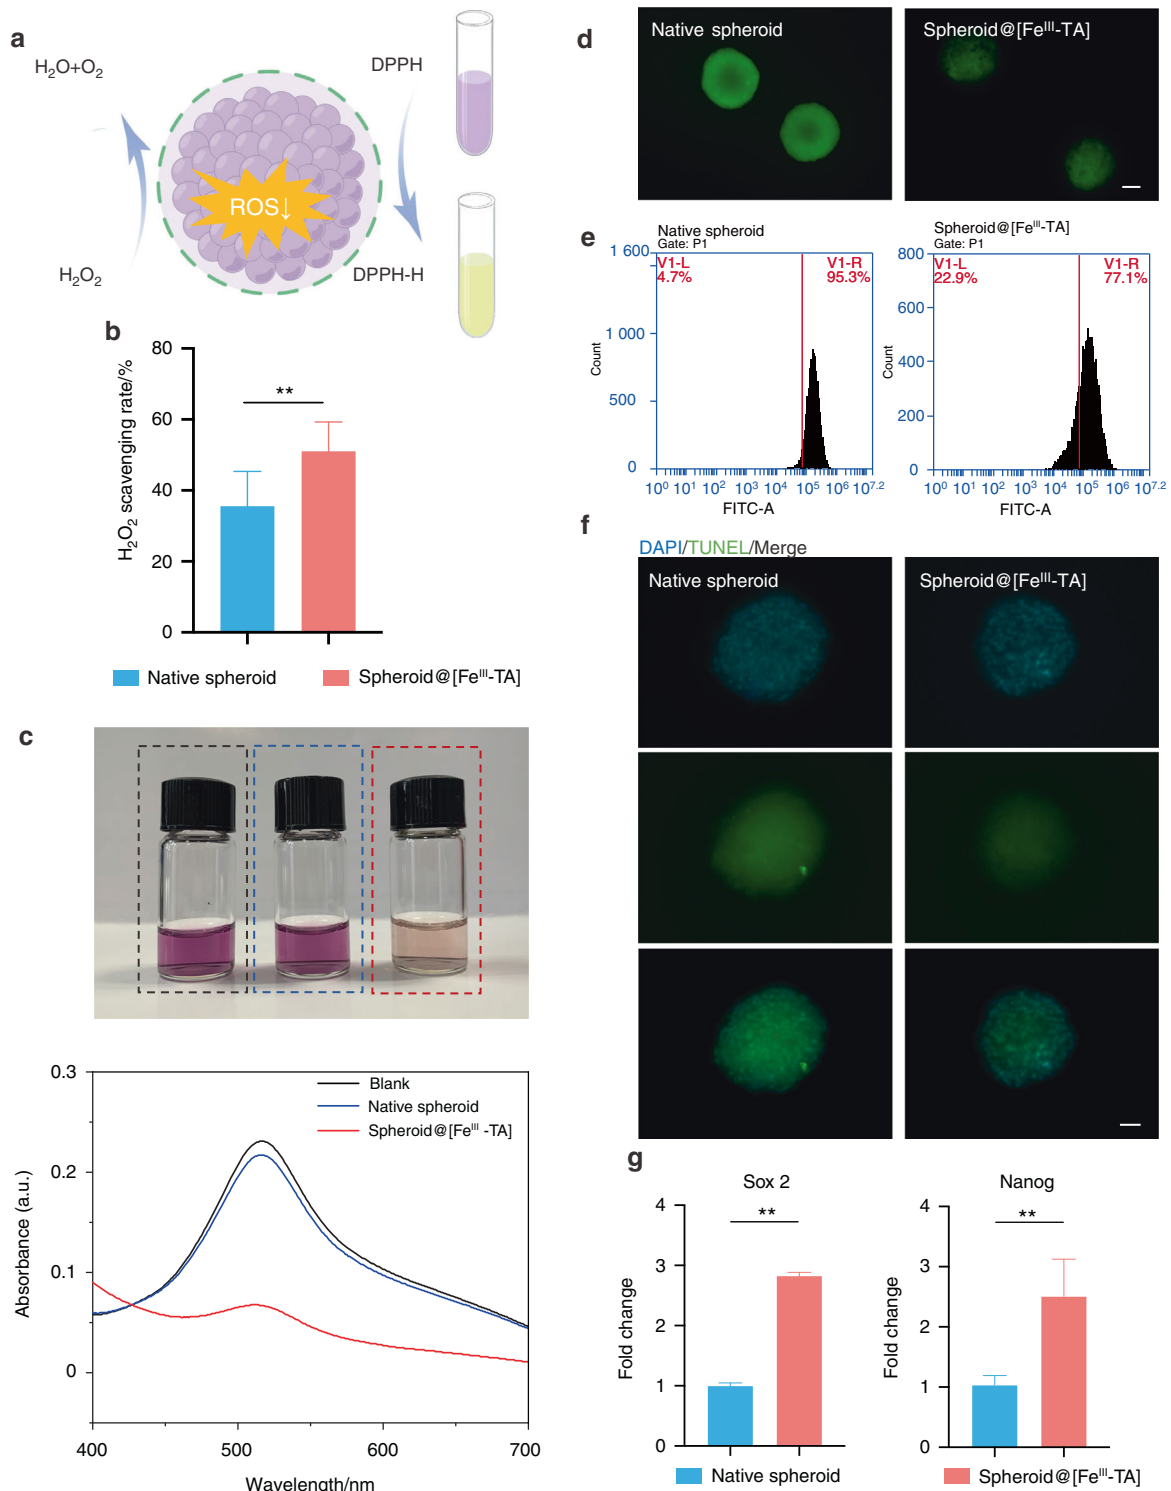 a
H₂O+O₂
DPPH
ROS↓
H₂O₂
DPPH-H
b
H₂O₂ scavenging rate/%
80
60
40
20
0
**
Native spheroid
Spheroid@[Feᴵᴵᴵ-TA]
c
Absorbance (a.u.)
0.3
0.2
0.1
0
Blank
Native spheroid
Spheroid@[Feᴵᴵᴵ -TA]
400 500 600 700
Wavelength/nm
d
Native spheroid
Spheroid@[Feᴵᴵᴵ-TA]
e
Native spheroid
Gate: P1
V1-L
4.7%
V1-R
95.3%
Count
1 600
1 000
500
0
10⁰ 10¹ 10² 10³ 10⁴ 10⁵ 10⁶ 10⁷·²
FITC-A
Spheroid@[Feᴵᴵᴵ-TA]
Gate: P1
V1-L
22.9%
V1-R
77.1%
Count
800
600
400
200
0
10⁰ 10¹ 10² 10³ 10⁴ 10⁵ 10⁶ 10⁷·²
FITC-A
f
DAPI/TUNEL/Merge
Native spheroid
Spheroid@[Feᴵᴵᴵ-TA]
g
Sox 2
Fold change
4
3
2
1
0
**
Nanog
Fold change
4
3
2
1
0
**
Native spheroid
Spheroid@[Feᴵᴵᴵ-TA]